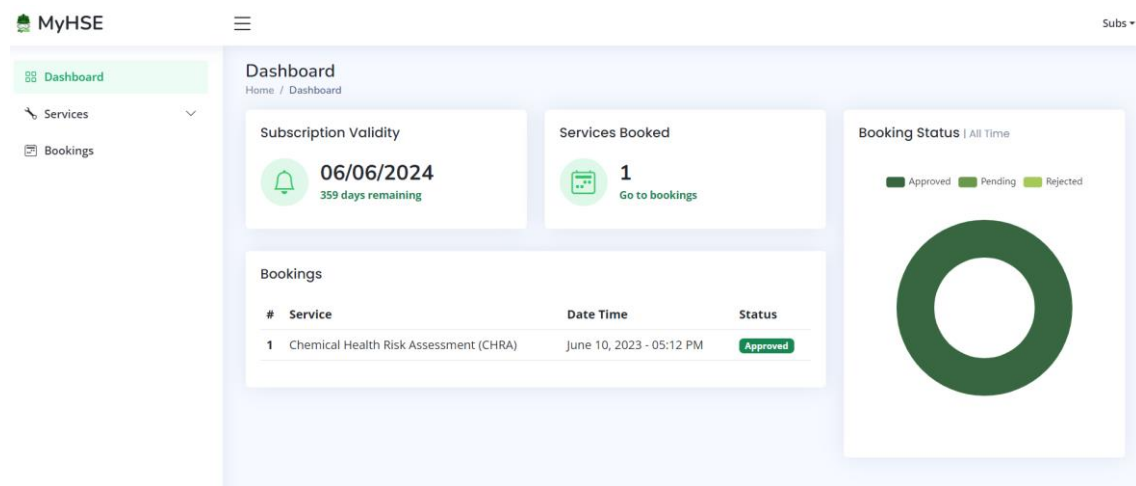 MyHSE
Subs
Dashboard
Services
Bookings
Dashboard
Home / Dashboard
Subscription Validity
06/06/2024
359 days remaining
Services Booked
1
Go to bookings
Booking Status | All Time
Approved Pending Rejected
Bookings
# Service Date Time Status
1 Chemical Health Risk Assessment (CHRA) June 10, 2023 - 05:12 PM Approved